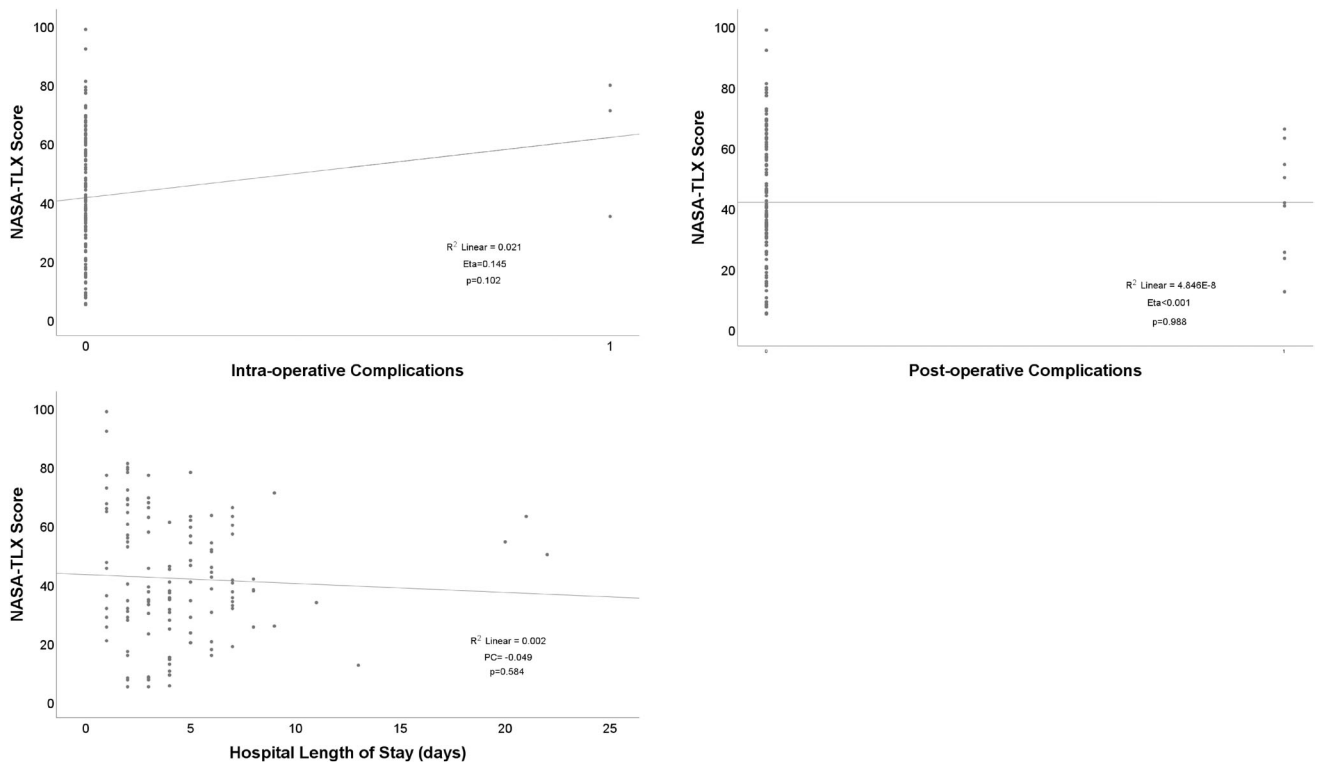 100
80
60
40
20
0
NASA-TLX Score
R² Linear = 0.021
Eta=0.145
p=0.102
0 1
Intra-operative Complications
100
80
60
40
20
0
NASA-TLX Score
R² Linear = 4.846E-8
Eta<0.001
p=0.988
0 1
Post-operative Complications
100
80
60
40
20
0
NASA-TLX Score
R² Linear = 0.002
PC= -0.049
p=0.584
0 5 10 15 20 25
Hospital Length of Stay (days)